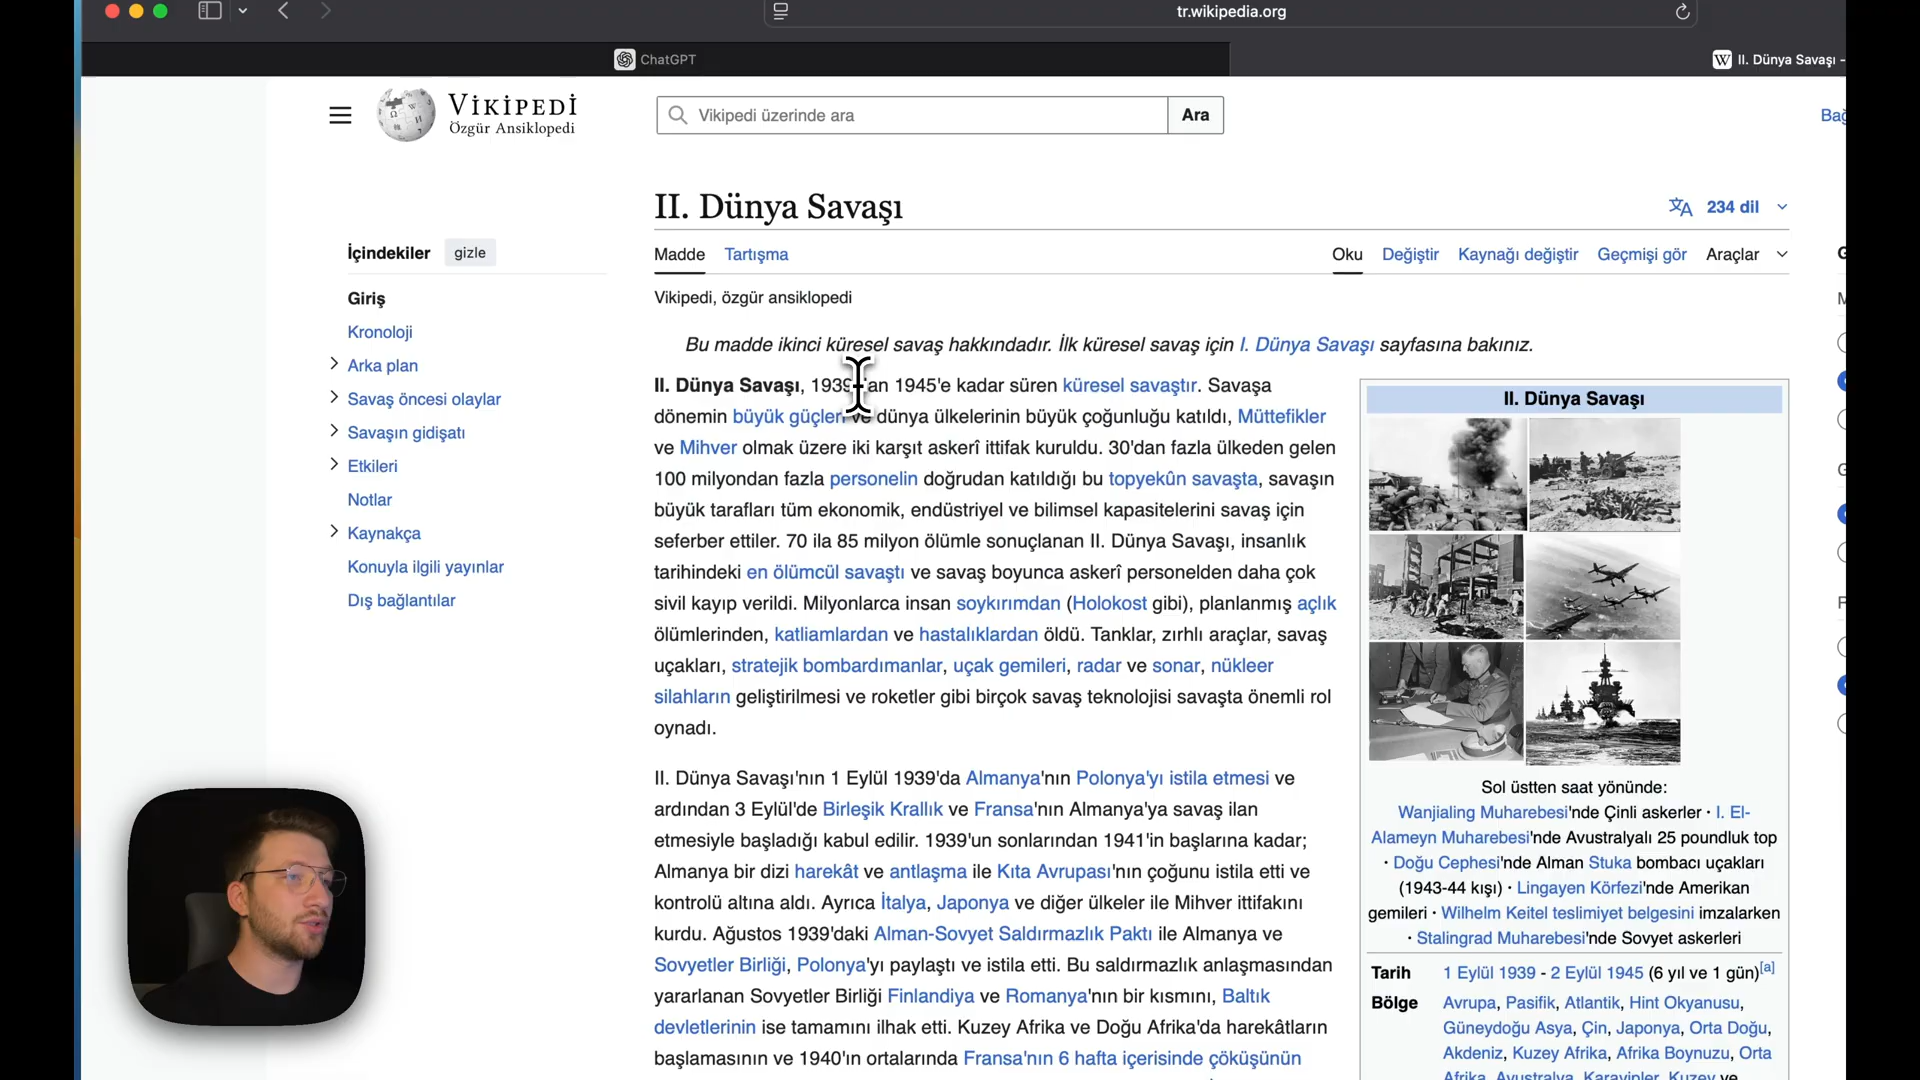 tr.wikipedia.org
ChatGPT
II. Dünya Savaşı -
VİKİPEDİ
Özgür Ansiklopedi
Vikipedi üzerinde ara
Ara
II. Dünya Savaşı
234 dil
İçindekiler
gizle
Madde
Tartışma
Oku
Değiştir
Kaynağı değiştir
Geçmişi gör
Araçlar
Giriş
Kronoloji
Arka plan
Savaş öncesi olaylar
Savaşın gidişatı
Etkileri
Notlar
Kaynakça
Konuyla ilgili yayınlar
Dış bağlantılar
Vikipedi, özgür ansiklopedi
Bu madde ikinci küresel savaş hakkındadır. İlk küresel savaş için I. Dünya Savaşı sayfasına bakınız.
II. Dünya Savaşı, 1939 an 1945'e kadar süren küresel savaştır. Savaşa
dönemin büyük güçleri ve dünya ülkelerinin büyük çoğunluğu katıldı, Müttefikler
ve Mihver olmak üzere iki karşıt askerî ittifak kuruldu. 30'dan fazla ülkeden gelen
100 milyondan fazla personelin doğrudan katıldığı bu topyekûn savaşta, savaşın
büyük tarafları tüm ekonomik, endüstriyel ve bilimsel kapasitelerini savaş için
seferber ettiler. 70 ila 85 milyon ölümle sonuçlanan II. Dünya Savaşı, insanlık
tarihindeki en ölümcül savaştı ve savaş boyunca askerî personelden daha çok
sivil kayıp verildi. Milyonlarca insan soykırımdan (Holokost gibi), planlanmış açlık
ölümlerinden, katliamlardan ve hastalıklardan öldü. Tanklar, zırhlı araçlar, savaş
uçakları, stratejik bombardımanlar, uçak gemileri, radar ve sonar, nükleer
silahların geliştirilmesi ve roketler gibi birçok savaş teknolojisi savaşta önemli rol
oynadı.
II. Dünya Savaşı'nın 1 Eylül 1939'da Almanya'nın Polonya'yı istila etmesi ve
ardından 3 Eylül'de Birleşik Krallık ve Fransa'nın Almanya'ya savaş ilan
etmesiyle başladığı kabul edilir. 1939'un sonlarından 1941'in başlarına kadar;
Almanya bir dizi harekât ve antlaşma ile Kıta Avrupası'nın çoğunu istila etti ve
kontrolü altına aldı. Ayrıca İtalya, Japonya ve diğer ülkeler ile Mihver ittifakını
kurdu. Ağustos 1939'daki Alman-Sovyet Saldırmazlık Paktı ile Almanya ve
Sovyetler Birliği, Polonya'yı paylaştı ve istila etti. Bu saldırmazlık anlaşmasından
yararlanan Sovyetler Birliği Finlandiya ve Romanya'nın bir kısmını, Baltık
devletlerinin ise tamamını ilhak etti. Kuzey Afrika ve Doğu Afrika'da harekâtların
başlamasının ve 1940'ın ortalarında Fransa'nın 6 hafta içerisinde çöküşünün
II. Dünya Savaşı
Sol üstten saat yönünde:
Wanjialing Muharebesi'nde Çinli askerler · I. El-
Alameyn Muharebesi'nde Avustralyalı 25 poundluk top
· Doğu Cephesi'nde Alman Stuka bombacı uçakları
(1943-44 kışı) · Lingayen Körfezi'nde Amerikan
gemileri · Wilhelm Keitel teslimiyet belgesini imzalarken
· Stalingrad Muharebesi'nde Sovyet askerleri
Tarih 1 Eylül 1939 - 2 Eylül 1945 (6 yıl ve 1 gün)[a]
Bölge Avrupa, Pasifik, Atlantik, Hint Okyanusu,
Güneydoğu Asya, Çin, Japonya, Orta Doğu,
Akdeniz, Kuzey Afrika, Afrika Boynuzu, Orta
Afrika, Avustralya, Karayipler, Kuzey ve